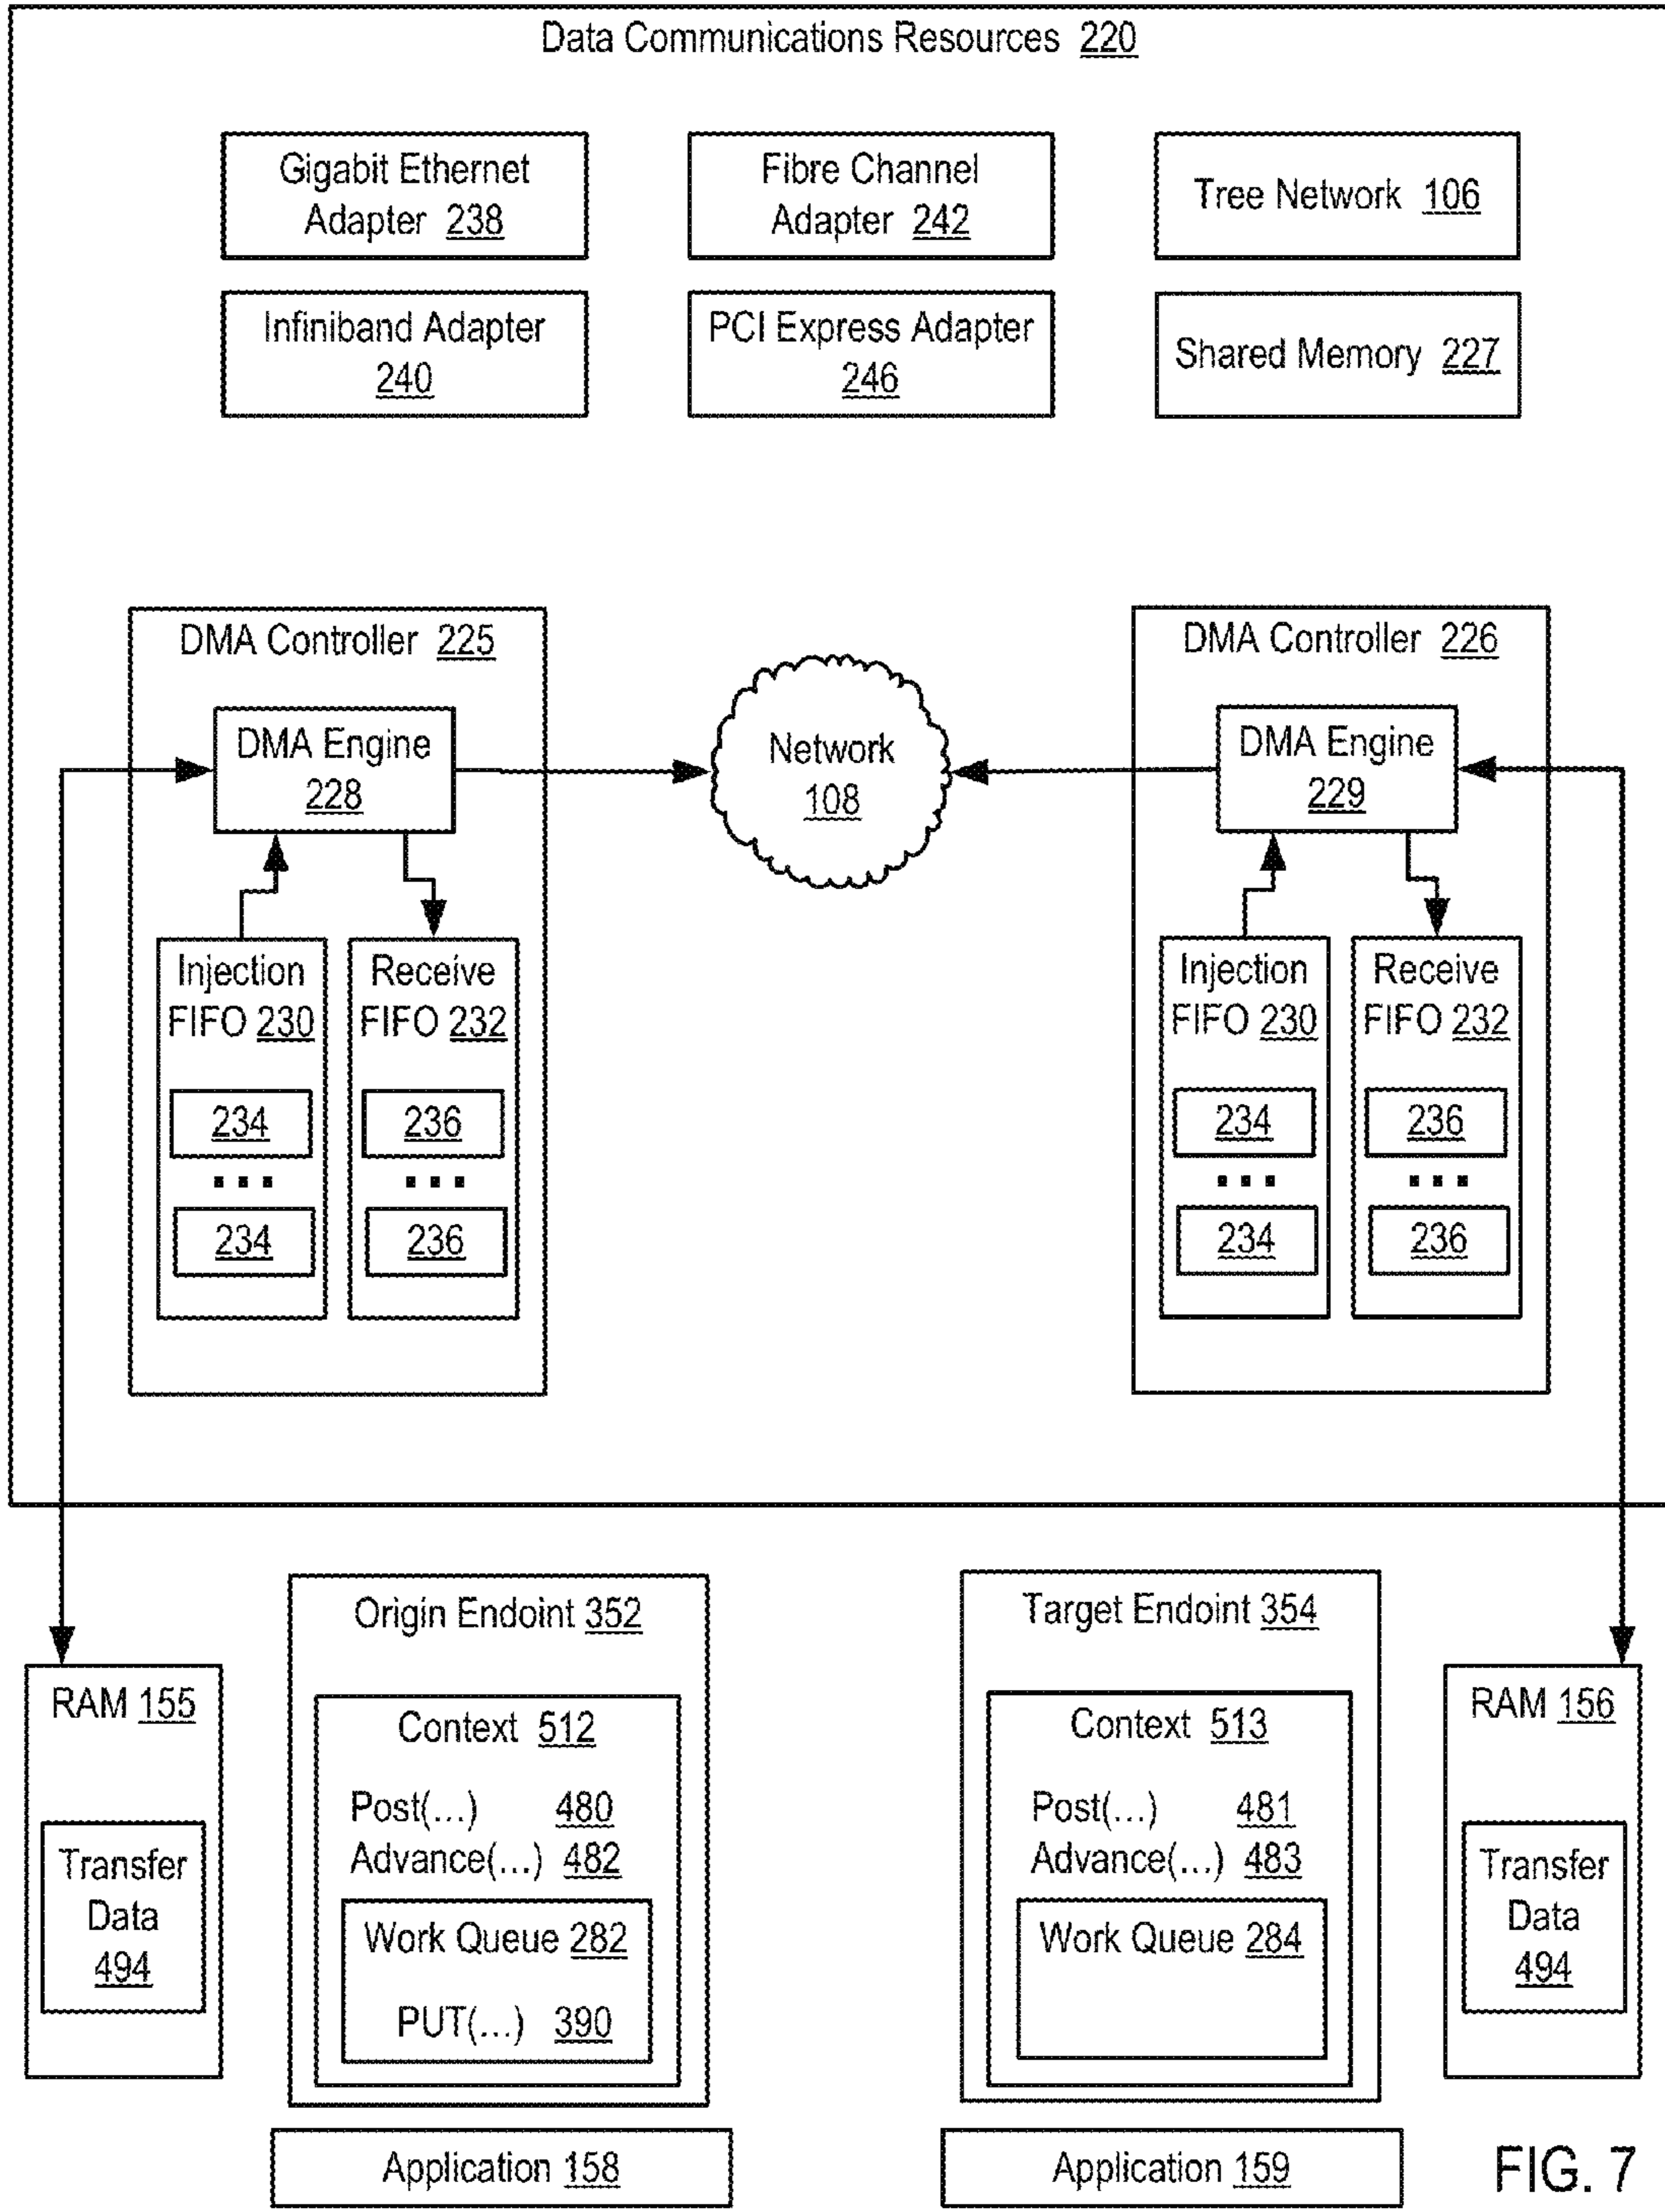 Data Communications Resources 220
Gigabit Ethernet
Adapter 238
Fibre Channel
Adapter 242
Tree Network 106
Infiniband Adapter
240
PCI Express Adapter
246
Shared Memory 227
DMA Controller 225
DMA Engine
228
Injection
FIFO 230
234
...
234
Receive
FIFO 232
236
...
236
Network
108
DMA Controller 226
DMA Engine
229
Injection
FIFO 230
234
...
234
Receive
FIFO 232
236
...
236
RAM 155
Transfer
Data
494
Origin Endoint 352
Context 512
Post(...) 480
Advance(...) 482
Work Queue 282
PUT(...) 390
Application 158
Target Endoint 354
Context 513
Post(...) 481
Advance(...) 483
Work Queue 284
Application 159
RAM 156
Transfer
Data
494
FIG. 7